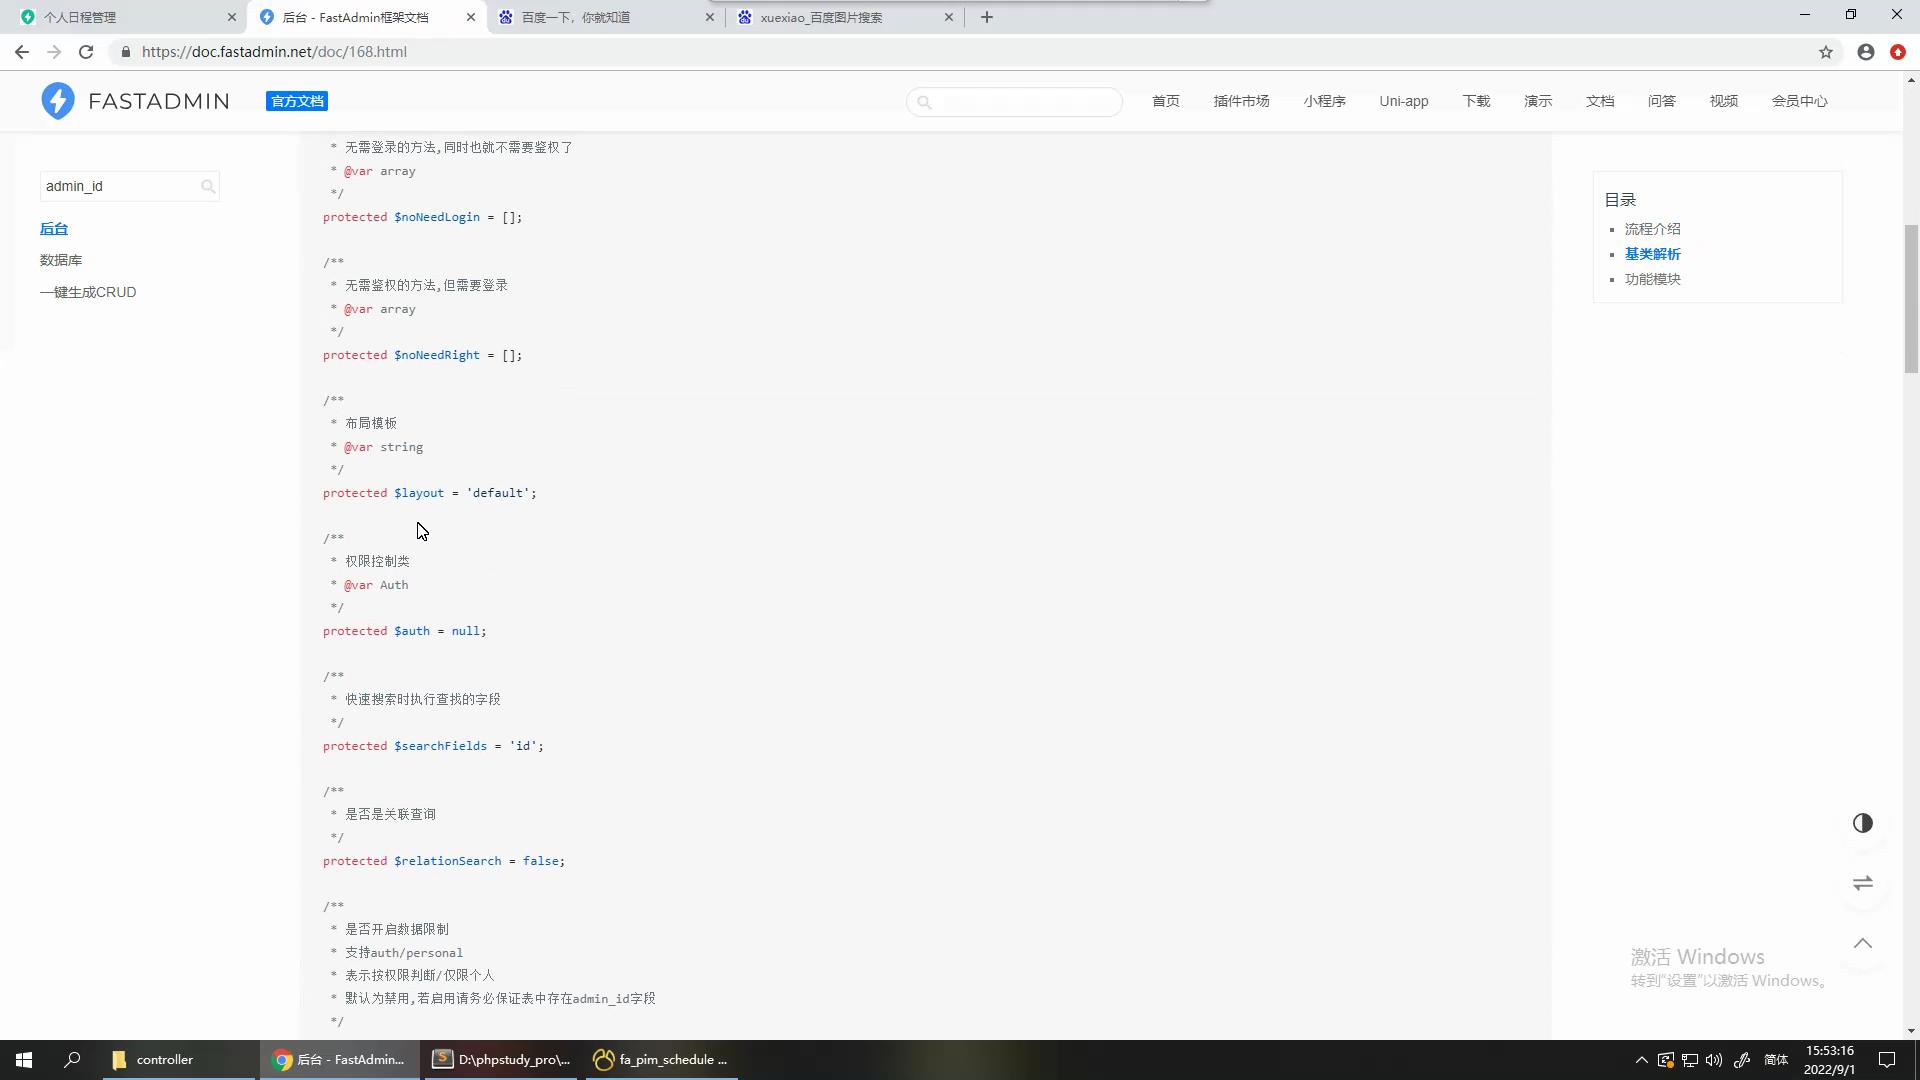 个人日程管理
后台 - FastAdmin框架文档
百度一下，你就知道
xuexiao_百度图片搜索
https://doc.fastadmin.net/doc/168.html
FASTADMIN
官方文档
首页
插件市场
小程序
Uni-app
下载
演示
文档
问答
视频
会员中心
admin_id
后台
数据库
一键生成CRUD
* 无需登录的方法,同时也就不需要鉴权了
* @var array
*/
protected $noNeedLogin = [];
/**
* 无需鉴权的方法,但需要登录
* @var array
*/
protected $noNeedRight = [];
/**
* 布局模板
* @var string
*/
protected $layout = 'default';
/**
* 权限控制类
* @var Auth
*/
protected $auth = null;
/**
* 快速搜索时执行查找的字段
*/
protected $searchFields = 'id';
/**
* 是否是关联查询
*/
protected $relationSearch = false;
/**
* 是否开启数据限制
* 支持auth/personal
* 表示按权限判断/仅限个人
* 默认为禁用,若启用请务必保证表中存在admin_id字段
*/
目录
流程介绍
基类解析
功能模块
激活 Windows
转到“设置”以激活 Windows。
controller
后台 - FastAdmin...
D:\phpstudy_pro\...
fa_pim_schedule ...
简体
15:53:16
2022/9/1